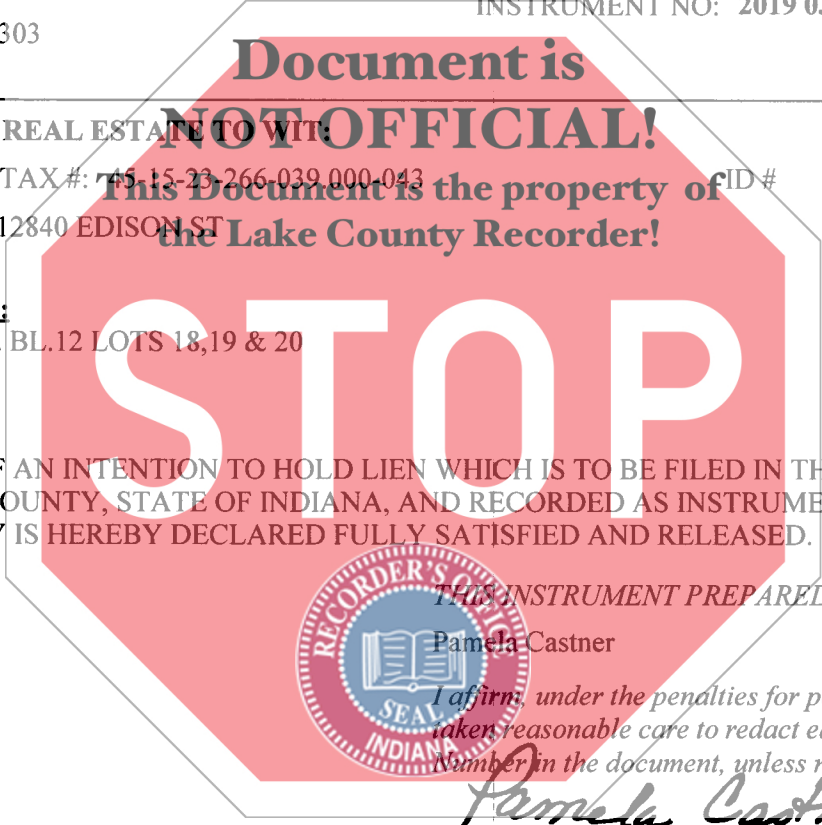 INSTRUMENT NO: 2019 0
303
Document is
NOT OFFICIAL!
REAL ESTATE TO WIT:
This Document is the property of
TAX #: 45-15-23-266-039.000-043 ID #
the Lake County Recorder!
12840 EDISON ST
:
BL.12 LOTS 18,19 & 20
STOP
F AN INTENTION TO HOLD LIEN WHICH IS TO BE FILED IN TH
OUNTY, STATE OF INDIANA, AND RECORDED AS INSTRUME
Y IS HEREBY DECLARED FULLY SATISFIED AND RELEASED.
RECORDER'S OFFIC
SEAL
INDIANA
THIS INSTRUMENT PREPARED
Pamela Castner
I affirm, under the penalties for p
taken reasonable care to redact ea
Number in the document, unless r
Pamela Cast